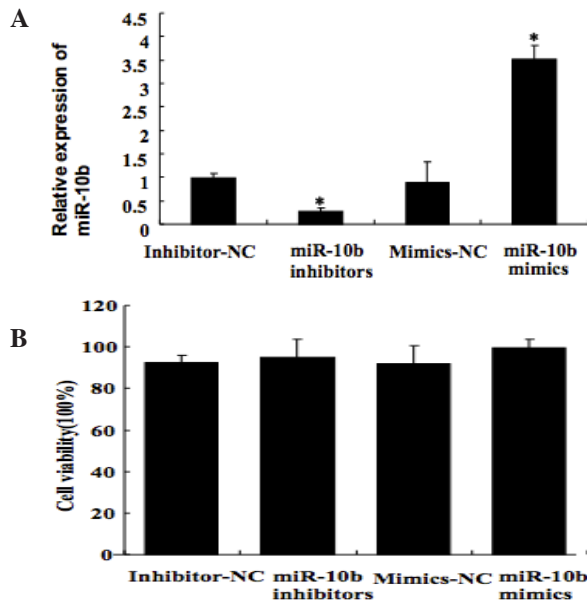 A
4.5
4
3.5
3
2.5
2
1.5
1
0.5
0
Relative expression of
miR-10b
*
*
Inhibitor-NC
miR-10b
inhibitors
Mimics-NC
miR-10b
mimics
B
120
100
80
60
40
20
0
Cell viability(100%)
Inhibitor-NC
miR-10b
inhibitors
Mimics-NC
miR-10b
mimics